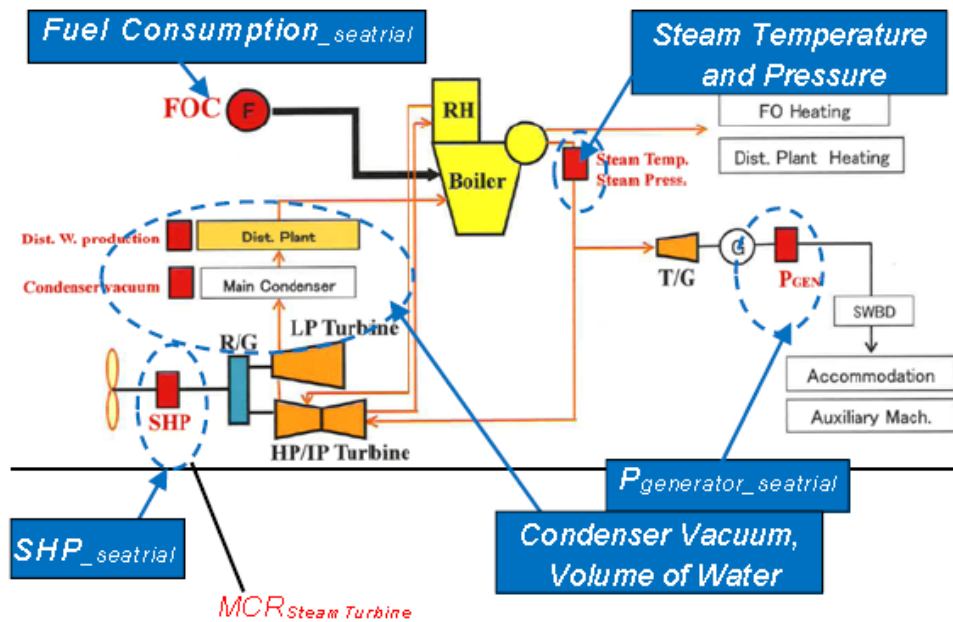 Fuel Consumption_seatrial
Steam Temperature
and Pressure
FOC
F
RH
FO Heating
Dist. Plant Heating
Steam Temp.
Steam Press.
Boiler
Dist. W. production
Dist. Plant
Condenser vacuum
Main Condenser
T/G
G
PGEN
SWBD
R/G
LP Turbine
Accommodation
Auxiliary Mach.
SHP
HP/IP Turbine
Pgenerator_seatrial
SHP_seatrial
Condenser Vacuum,
Volume of Water
MCRSteam Turbine